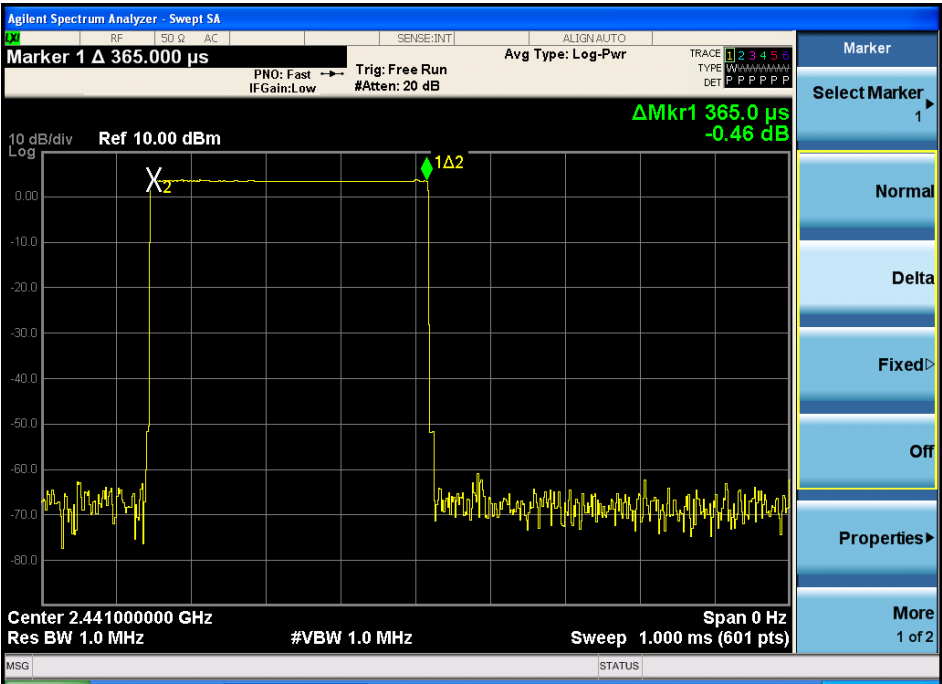 Agilent Spectrum Analyzer - Swept SA
LXI RF 50 Ω AC SENSE:INT ALIGN AUTO
Marker 1 Δ 365.000 µs
PNO: Fast
IFGain:Low
Trig: Free Run
#Atten: 20 dB
Avg Type: Log-Pwr
TRACE 1 2 3 4 5 6
TYPE WWWWWW
DET P P P P P P
ΔMkr1 365.0 µs
-0.46 dB
10 dB/div Ref 10.00 dBm
Log
1Δ2
X2
0.00
-10.0
-20.0
-30.0
-40.0
-50.0
-60.0
-70.0
-80.0
Center 2.441000000 GHz Span 0 Hz
Res BW 1.0 MHz #VBW 1.0 MHz Sweep 1.000 ms (601 pts)
MSG STATUS
Marker
Select Marker
1
Normal
Delta
Fixed
Off
Properties
More
1 of 2